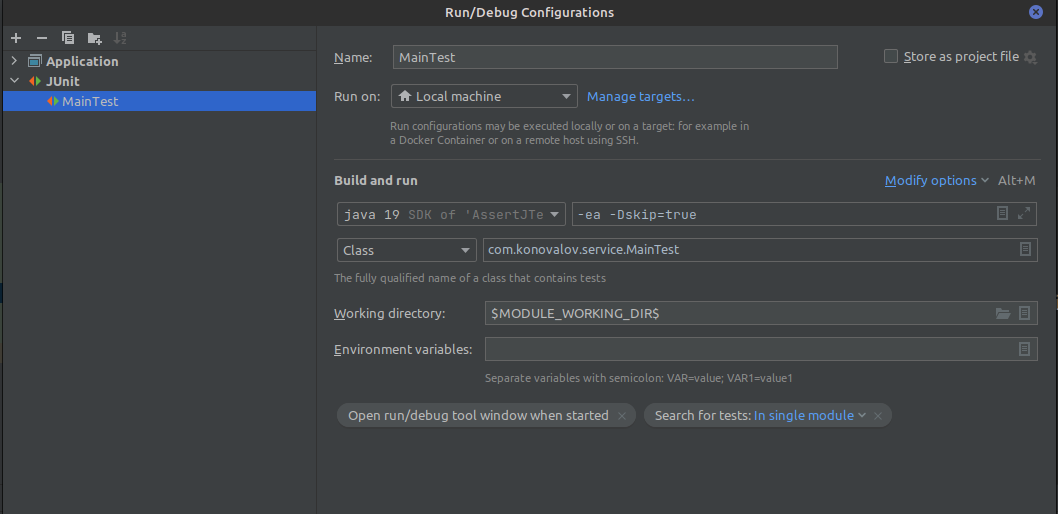 Run/Debug Configurations
Application
JUnit
MainTest
Name: MainTest
Store as project file
Run on: Local machine Manage targets...
Run configurations may be executed locally or on a target: for example in
a Docker Container or on a remote host using SSH.
Build and run
Modify options Alt+M
java 19 SDK of 'AssertJTe
-ea -Dskip=true
Class
com.konovalov.service.MainTest
The fully qualified name of a class that contains tests
Working directory: $MODULE_WORKING_DIR$
Environment variables:
Separate variables with semicolon: VAR=value; VAR1=value1
Open run/debug tool window when started
Search for tests: In single module